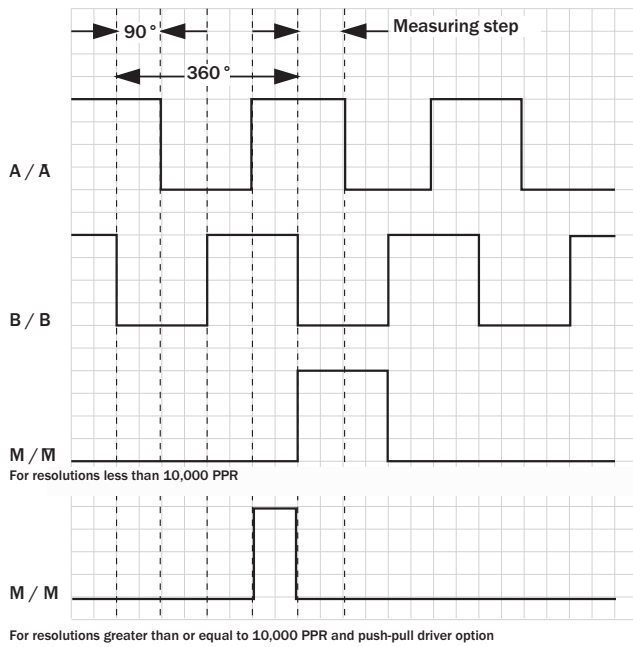 90°
Measuring step
360°
A / A̅
B / B
M / M̅
For resolutions less than 10,000 PPR
M / M
For resolutions greater than or equal to 10,000 PPR and push-pull driver option